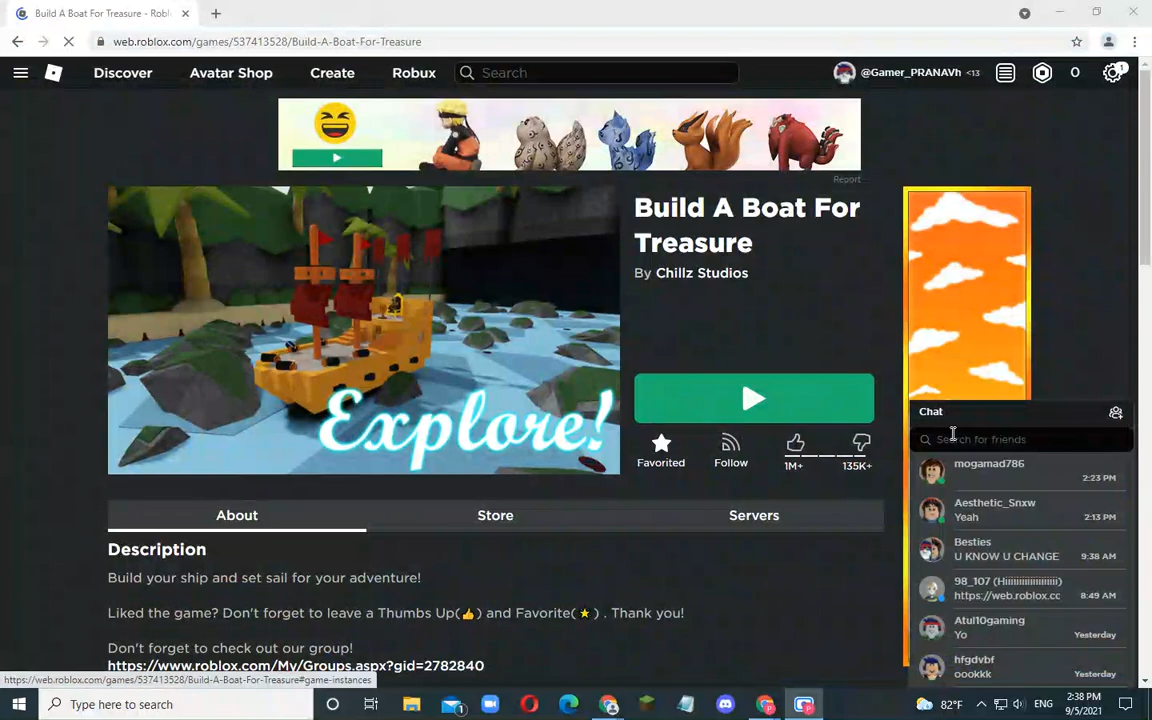 Build A Boat For Treasure - Robl
web.roblox.com/games/537413528/Build-A-Boat-For-Treasure
Discover
Avatar Shop
Create
Robux
Search
@Gamer_PRANAVh <13
0
1
Report
Build A Boat For
Treasure
By Chillz Studios
Explore!
Favorited
Follow
1M+
135K+
Chat
Search for friends
mogamad786
2:23 PM
Aesthetic_Snxw
Yeah
2:13 PM
Besties
U KNOW U CHANGE
9:38 AM
98_107 (Hiiiiiiiiiiiiiiiiiii)
https://web.roblox.cc
8:49 AM
Atul10gaming
Yo
Yesterday
hfgdvbf
oookkk
Yesterday
About
Store
Servers
Description
Build your ship and set sail for your adventure!
Liked the game? Don't forget to leave a Thumbs Up(👍) and Favorite(⭐) . Thank you!
Don't forget to check out our group!
https://www.roblox.com/My/Groups.aspx?gid=2782840
https://web.roblox.com/games/537413528/Build-A-Boat-For-Treasure#game-instances
Type here to search
1
82°F
ENG
2:38 PM
9/5/2021